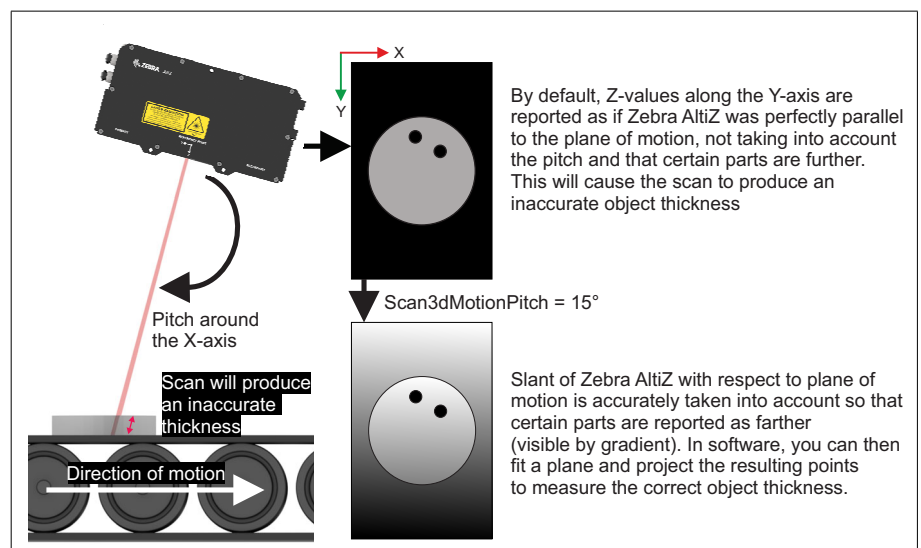 ZEBRA
X
Y
By default, Z-values along the Y-axis are
reported as if Zebra AltiZ was perfectly parallel
to the plane of motion, not taking into account
the pitch and that certain parts are further.
This will cause the scan to produce an
inaccurate object thickness
Scan3dMotionPitch = 15°
Pitch around
the X-axis
Scan will produce
an inaccurate
thickness
Direction of motion
Slant of Zebra AltiZ with respect to plane of
motion is accurately taken into account so that
certain parts are reported as farther
(visible by gradient). In software, you can then
fit a plane and project the resulting points
to measure the correct object thickness.